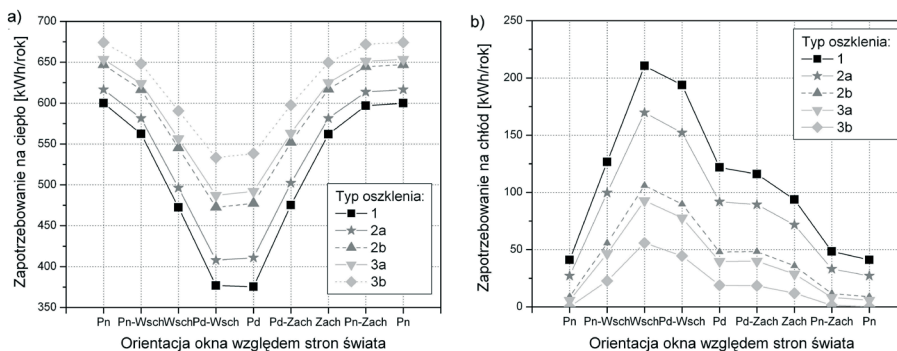 a)
Zapotrzebowanie na ciepło [kWh/rok]
700
650
600
550
500
450
400
350
Typ oszklenia:
1
2a
2b
3a
3b
Pn Pn-Wsch Wsch Pd-Wsch Pd Pd-Zach Zach Pn-Zach Pn
Orientacja okna względem stron świata
b)
Zapotrzebowanie na chłód [kWh/rok]
250
200
150
100
50
0
Typ oszklenia:
1
2a
2b
3a
3b
Pn Pn-Wsch Wsch Pd-Wsch Pd Pd-Zach Zach Pn-Zach Pn
Orientacja okna względem stron świata